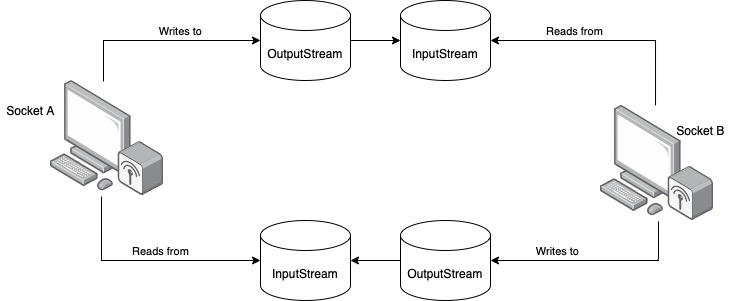 Writes to
Reads from
OutputStream
InputStream
Socket A
Socket B
Reads from
Writes to
InputStream
OutputStream